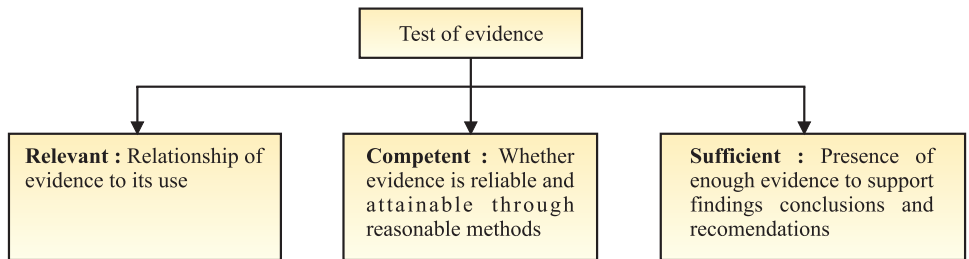 Test of evidence
Relevant : Relationship of
evidence to its use
Competent : Whether
evidence is reliable and
attainable through
reasonable methods
Sufficient : Presence of
enough evidence to support
findings conclusions and
recomendations